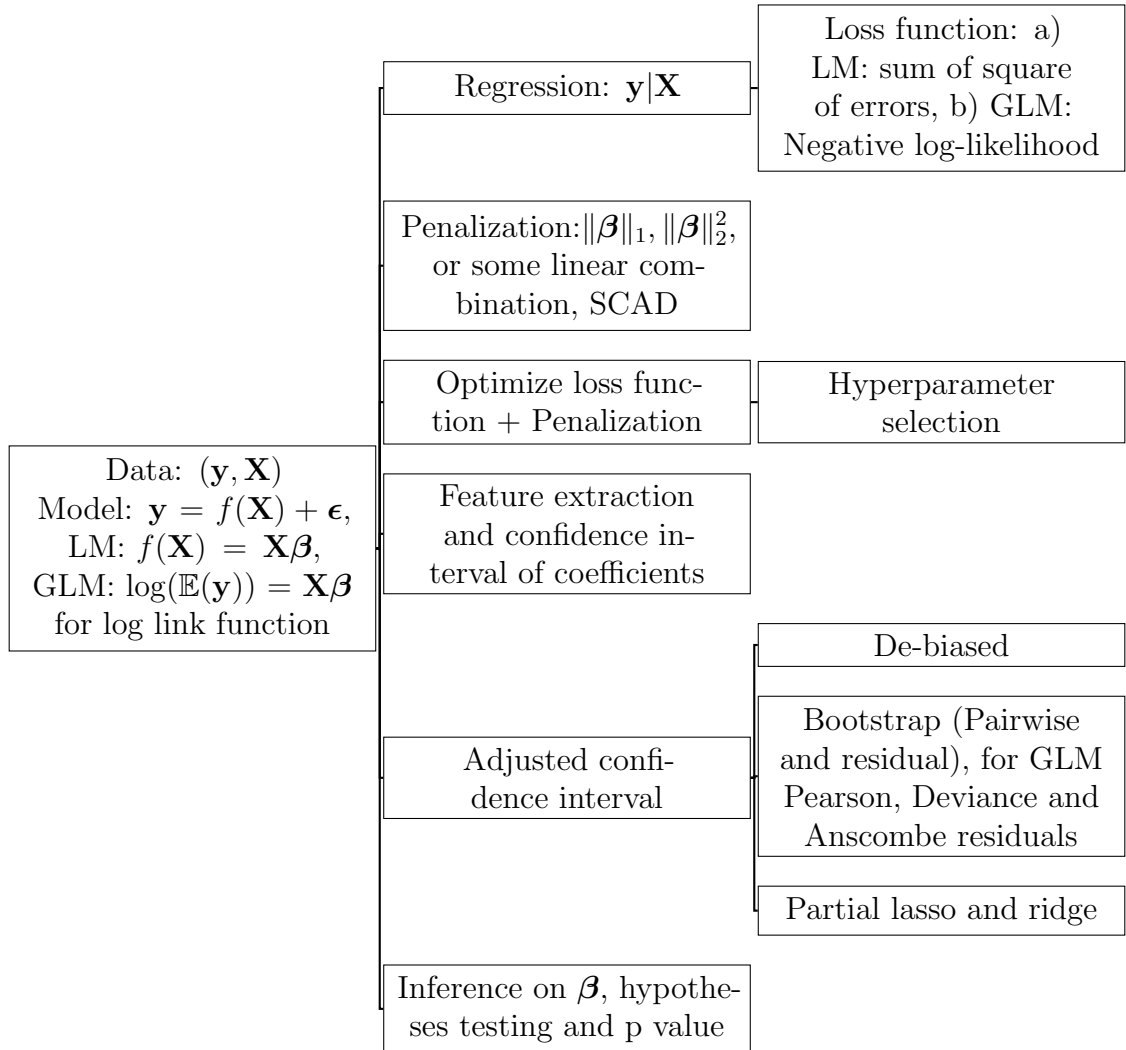 Loss function: a)
LM: sum of square
of errors, b) GLM:
Negative log-likelihood
Regression: y|X
Penalization:‖β‖₁, ‖β‖₂²,
or some linear com-
bination, SCAD
Optimize loss func-
tion + Penalization
Hyperparameter
selection
Data: (y, X)
Model: y = f(X) + ϵ,
LM: f(X) = Xβ,
GLM: log(𝔼(y)) = Xβ
for log link function
Feature extraction
and confidence in-
terval of coefficients
De-biased
Adjusted confi-
dence interval
Bootstrap (Pairwise
and residual), for GLM
Pearson, Deviance and
Anscombe residuals
Partial lasso and ridge
Inference on β, hypothe-
ses testing and p value